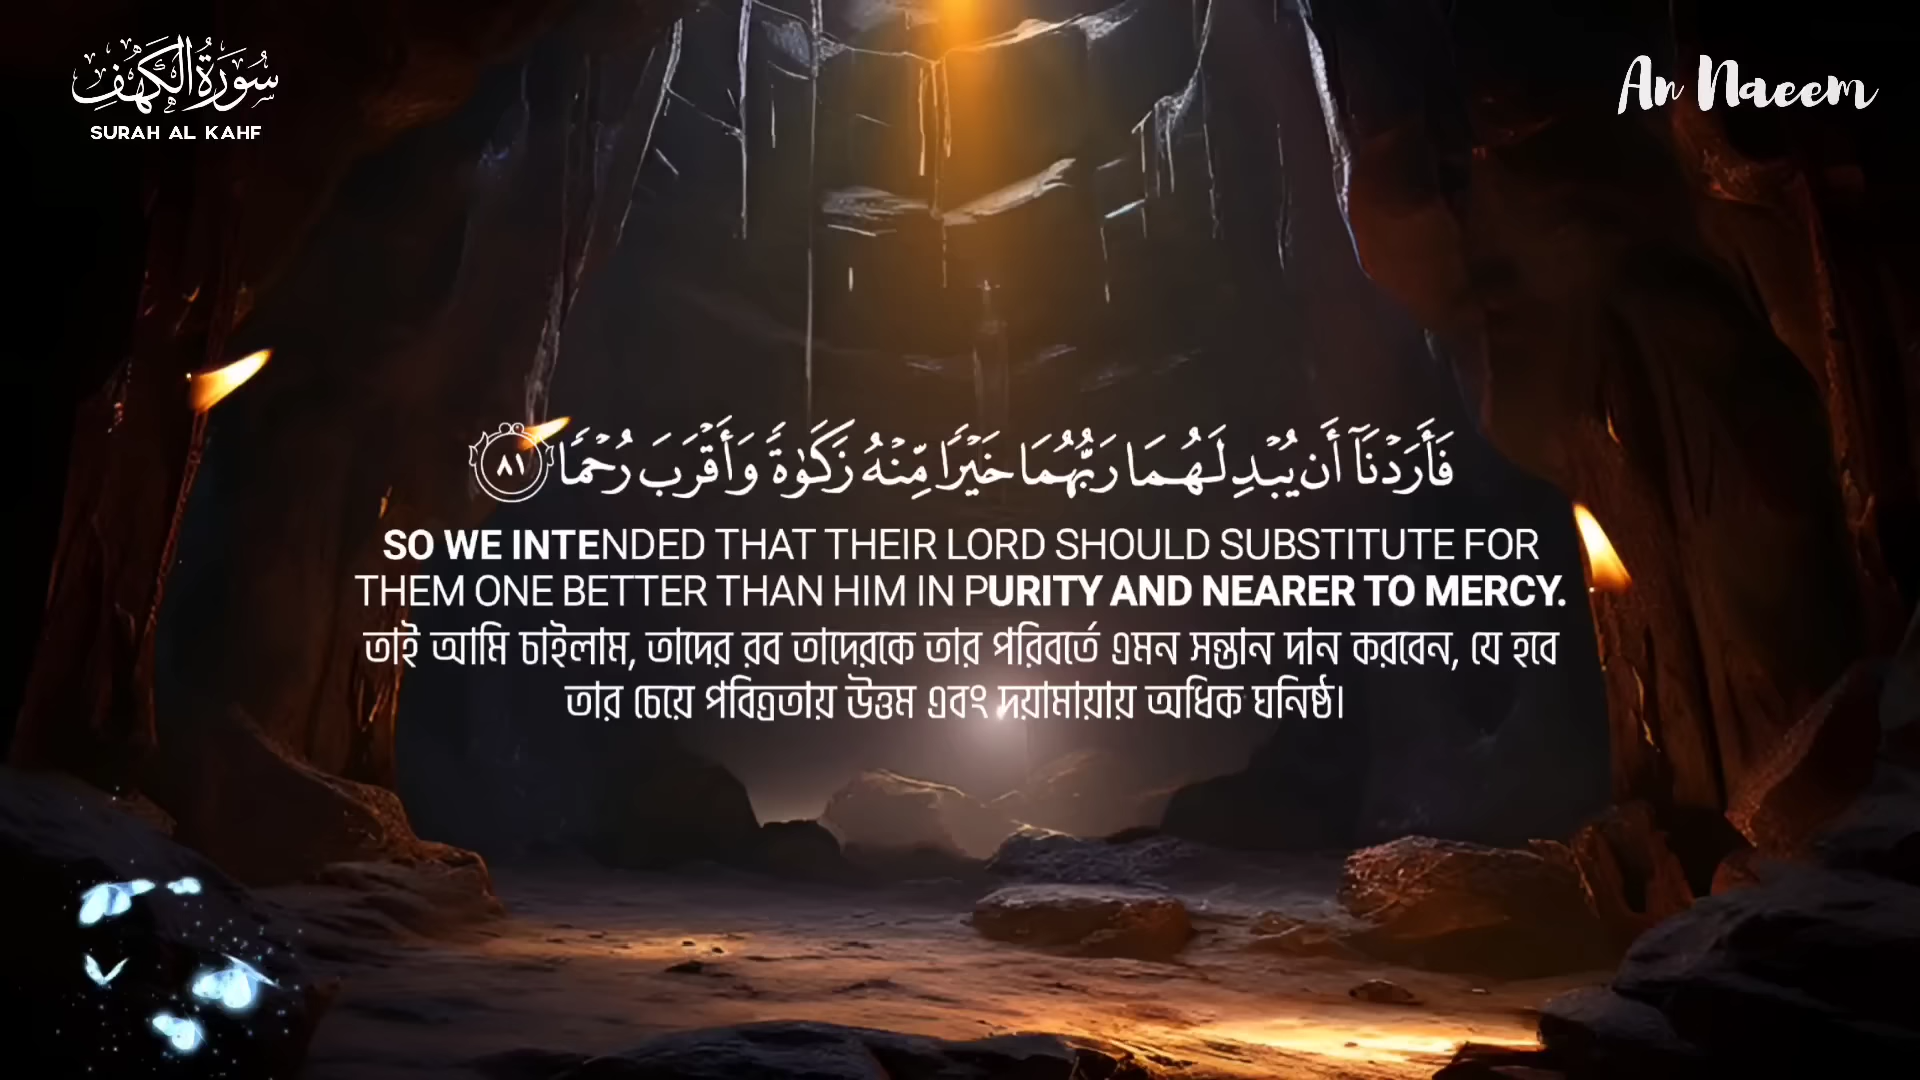 سُورَةُ الْكَهْفِ
SURAH AL KAHF
An Naeem
فَأَرَدْنَآ أَن يُبْدِلَهُمَا رَبُّهُمَا خَيْرًا مِّنْهُ زَكَوٰةً وَأَقْرَبَ رُحْمًا ٨١
SO WE INTENDED THAT THEIR LORD SHOULD SUBSTITUTE FOR
THEM ONE BETTER THAN HIM IN PURITY AND NEARER TO MERCY.
তাই আমি চাইলাম, তাদের রব তাদেরকে তার পরিবর্তে এমন সন্তান দান করবেন, যে হবে
তার চেয়ে পবিত্রতায় উত্তম এবং দয়ামায়ায় অধিক ঘনিষ্ঠ।